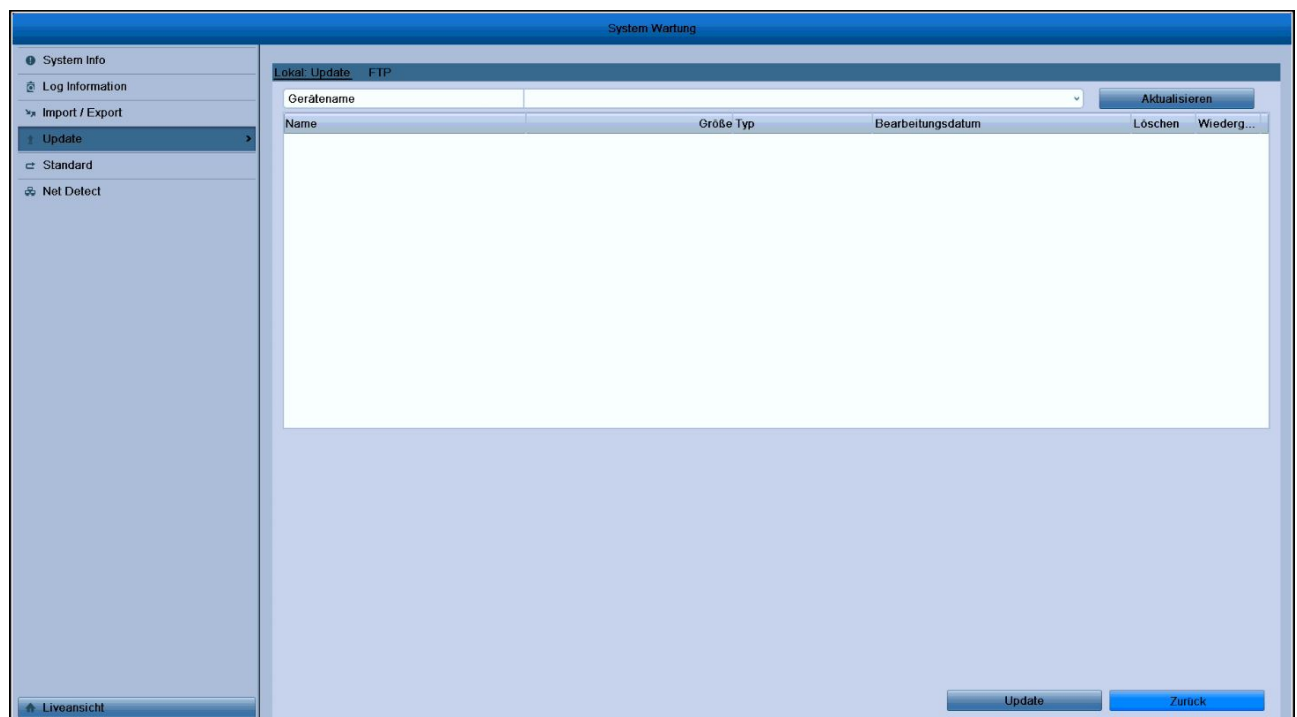 System Wartung
System Info
Log Information
Import / Export
Update
Standard
Net Detect
Liveansicht
Lokal: Update FTP
Gerätename
Aktualisieren
Name Größe Typ Bearbeitungsdatum Löschen Wiederg...
Update Zurück